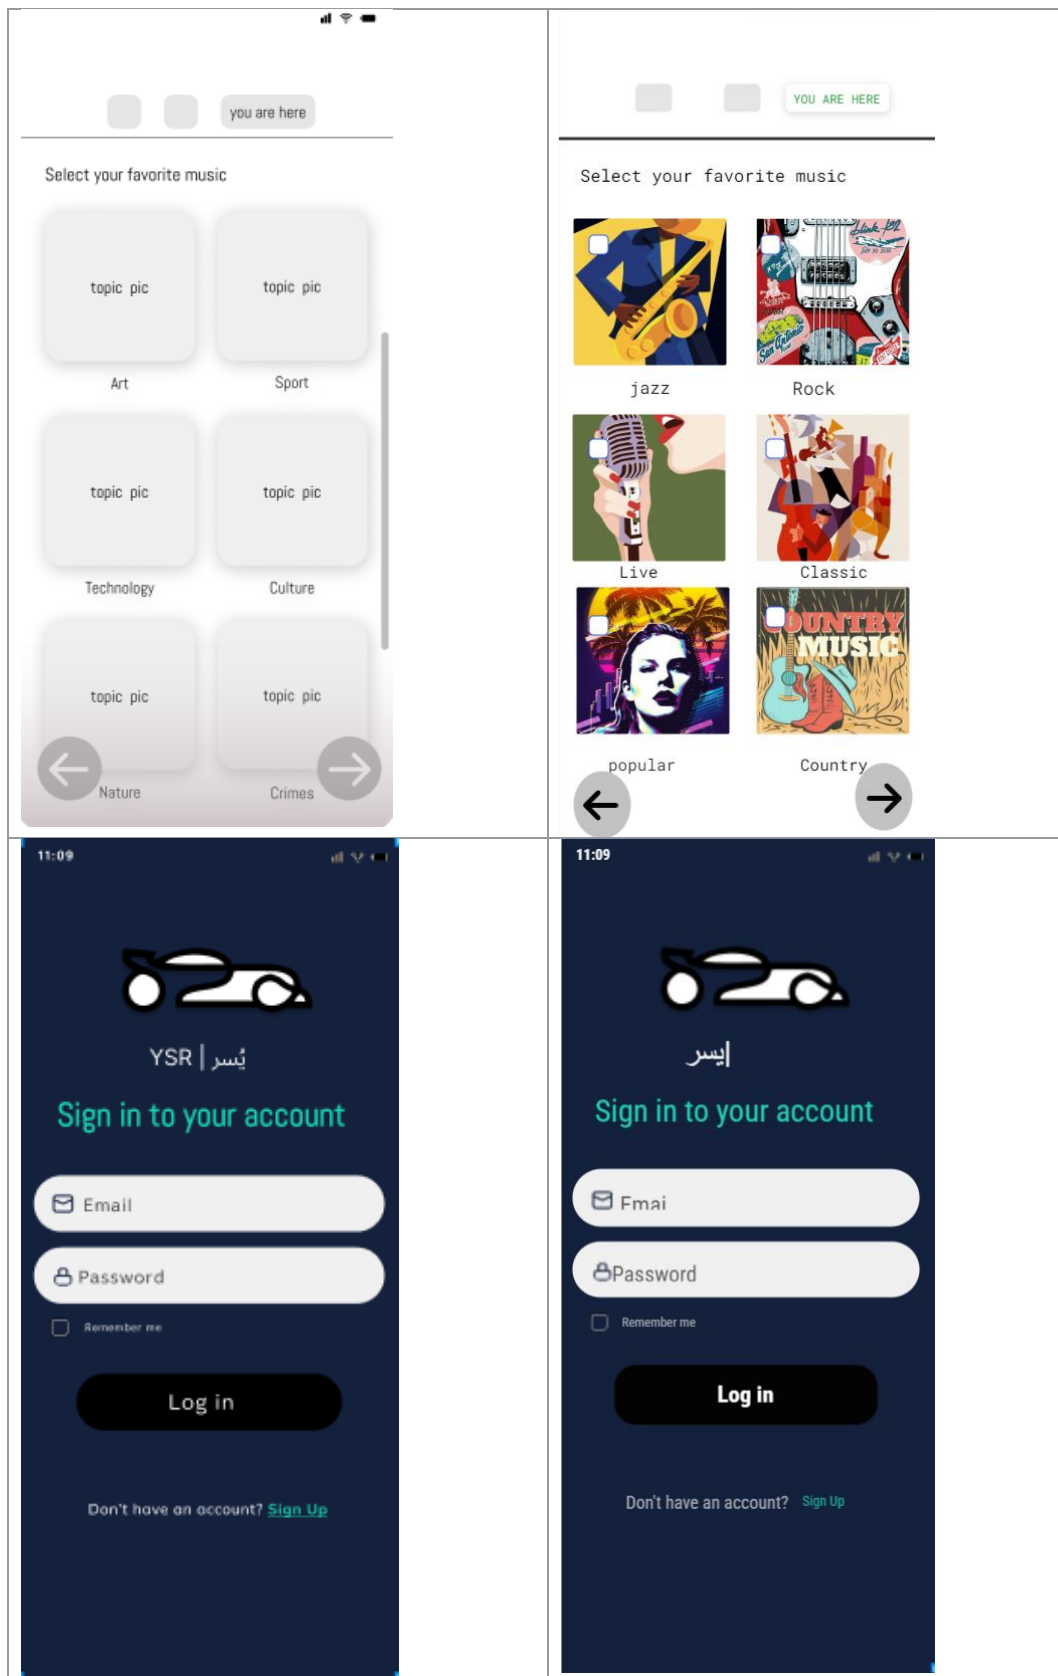 you are here
Select your favorite music
topic pic topic pic
Art Sport
topic pic topic pic
Technology Culture
topic pic topic pic
Nature Crimes
YOU ARE HERE
Select your favorite music
blink
San Antonio
jazz Rock
Live Classic
COUNTRY
MUSIC
popular Country
11:09
YSR | يُسر
Sign in to your account
Email
Password
Remember me
Log in
Don't have an account? Sign Up
11:09
إيسر
Sign in to your account
Emai
Password
Remember me
Log in
Don't have an account? Sign Up